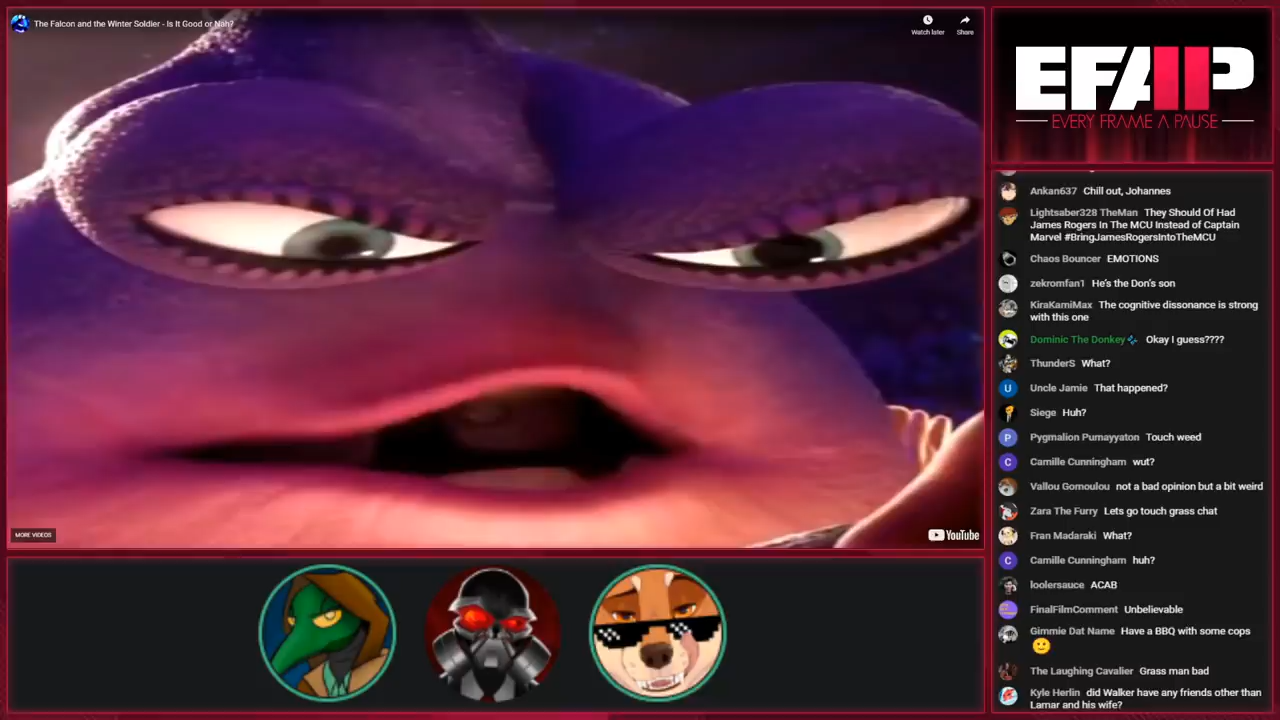 The Falcon and the Winter Soldier - Is It Good or Nah?
Watch later
Share
MORE VIDEOS
YouTube
EFAP
EVERY FRAME A PAUSE
Ankan637 Chill out, Johannes
Lightsaber328 TheMan They Should Of Had
James Rogers In The MCU Instead of Captain
Marvel #BringJamesRogersIntoTheMCU
Chaos Bouncer EMOTIONS
zekromfan1 He's the Don's son
KiraKamiMax The cognitive dissonance is strong
with this one
Dominic The Donkey Okay I guess????
ThunderS What?
U Uncle Jamie That happened?
Siege Huh?
P Pygmalion Pumayyaton Touch weed
C Camille Cunningham wut?
Vallou Gomoulou not a bad opinion but a bit weird
Zara The Furry Lets go touch grass chat
Fran Madaraki What?
C Camille Cunningham huh?
loolersauce ACAB
FinalFilmComment Unbelievable
Gimmie Dat Name Have a BBQ with some cops
The Laughing Cavalier Grass man bad
Kyle Herlin did Walker have any friends other than
Lamar and his wife?